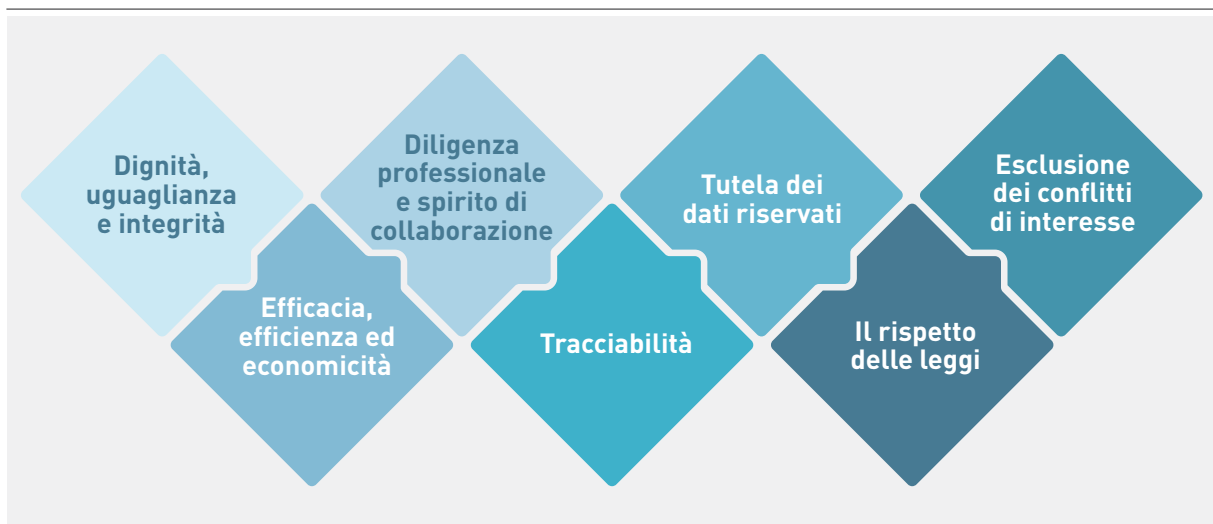 Dignità,
uguaglianza
e integrità
Efficacia,
efficienza ed
economicità
Diligenza
professionale
e spirito di
collaborazione
Tracciabilità
Tutela dei
dati riservati
Il rispetto
delle leggi
Esclusione
dei conflitti
di interesse